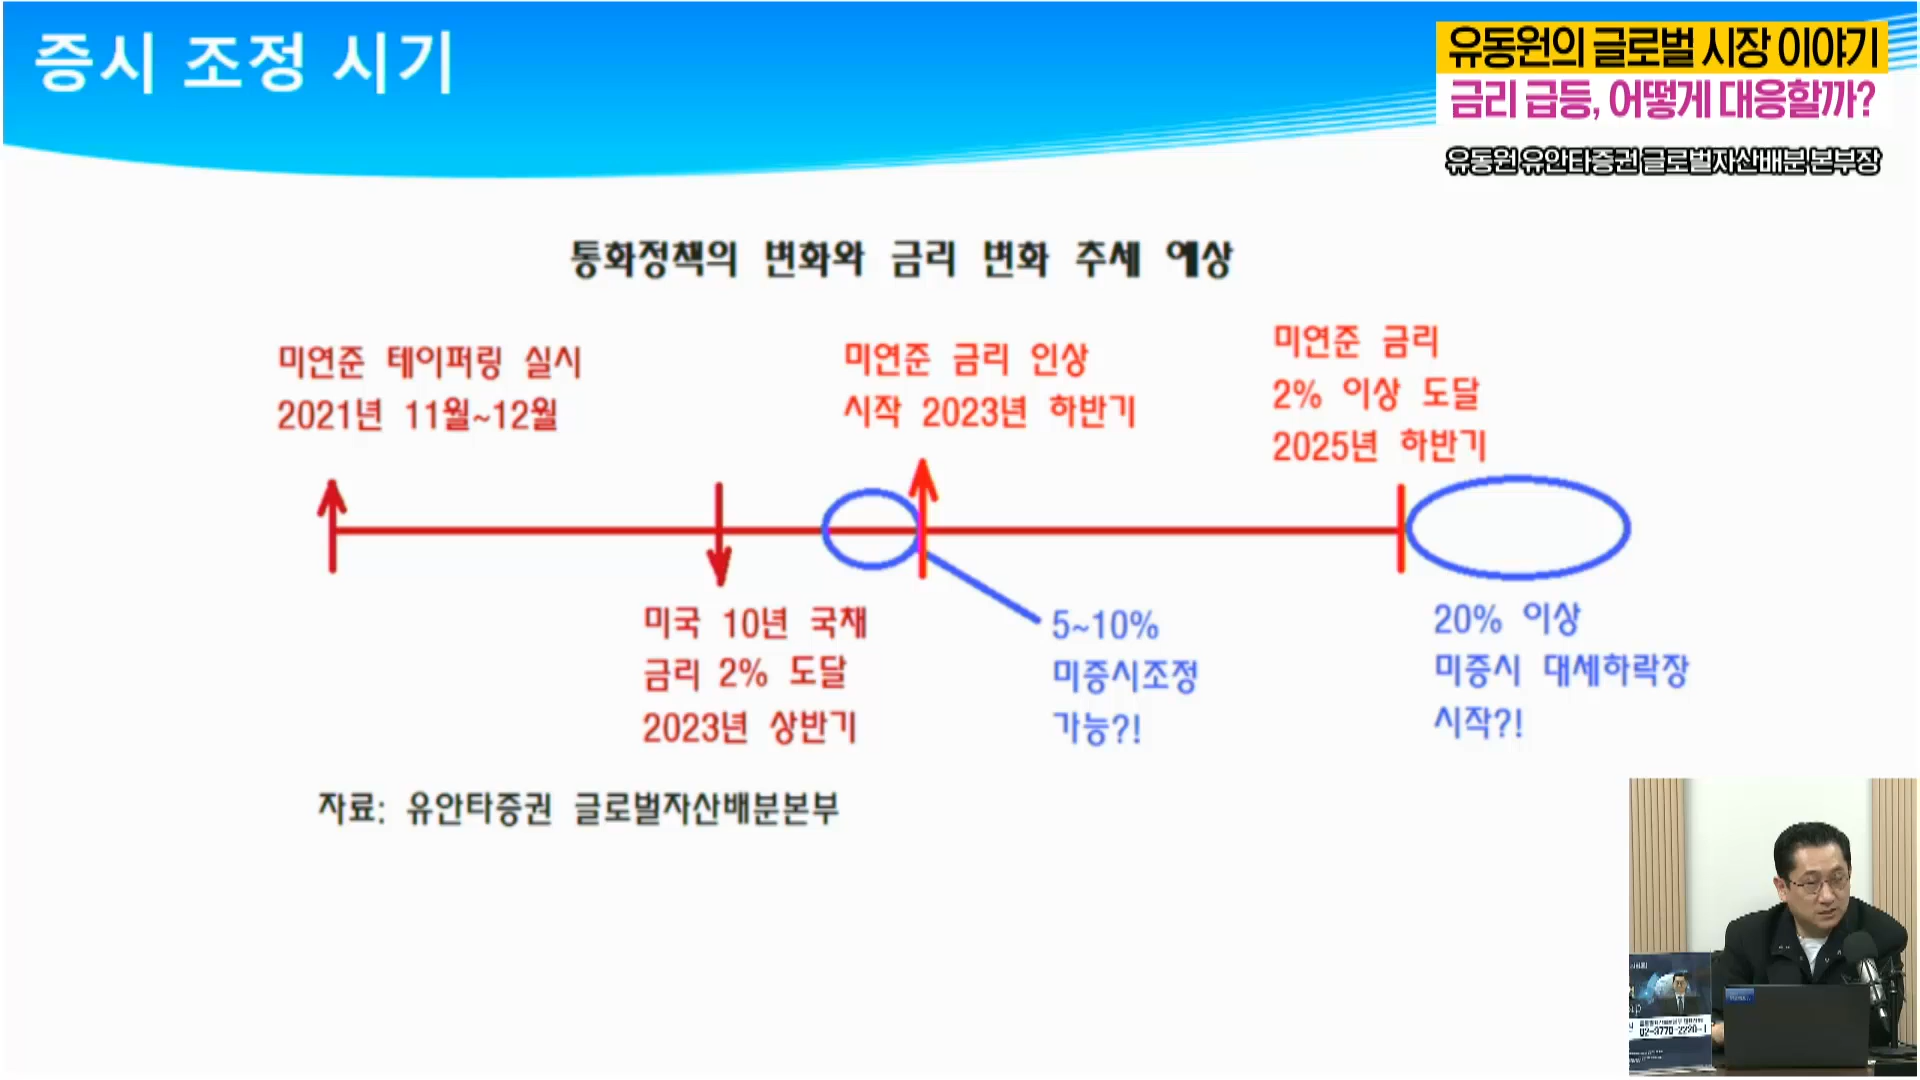 증시 조정 시기
유동원의 글로벌 시장 이야기
금리 급등, 어떻게 대응할까?
유동원 유안타증권 글로벌자산배분 본부장
통화정책의 변화와 금리 변화 추세 예상
미연준 테이퍼링 실시
2021년 11월~12월
미연준 금리 인상
시작 2023년 하반기
미연준 금리
2% 이상 도달
2025년 하반기
미국 10년 국채
금리 2% 도달
2023년 상반기
5~10%
미증시조정
가능?!
20% 이상
미증시 대세하락장
시작?!
자료: 유안타증권 글로벌자산배분본부
02-3770-2220~1